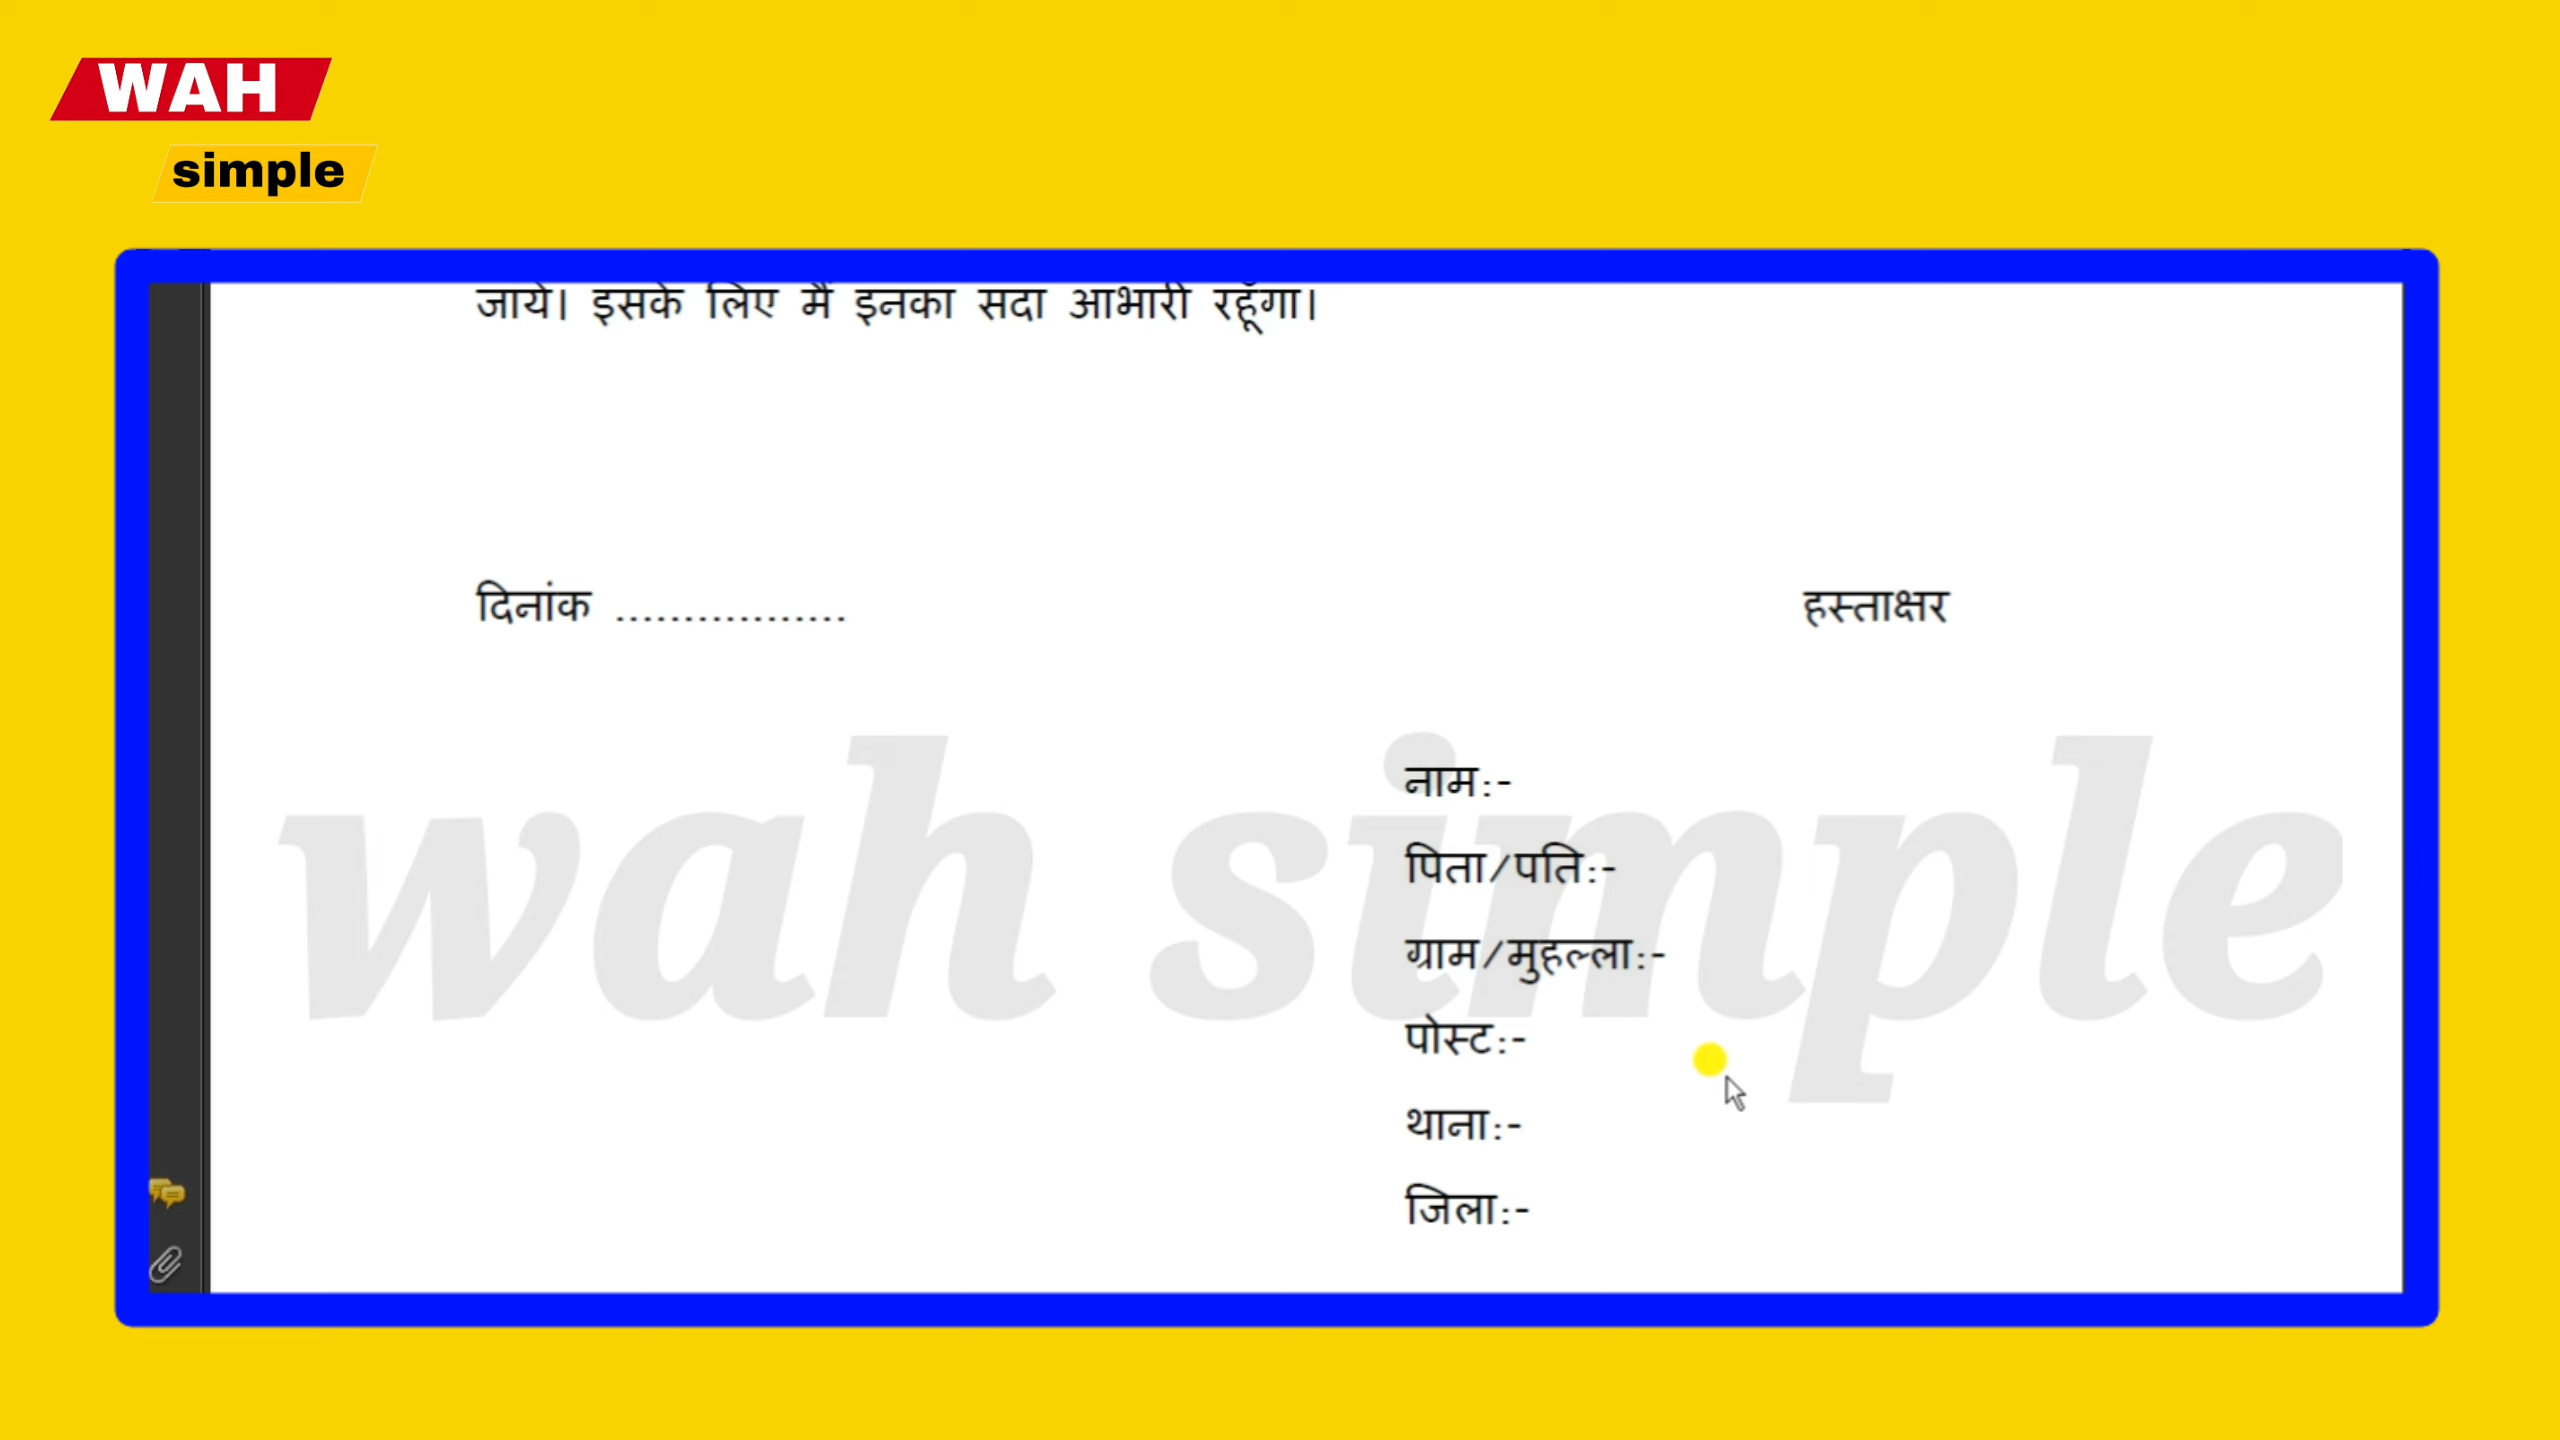 WAH
simple
जाये। इसके लिए मैं इनका सदा आभारी रहूँगा।
दिनांक ................. हस्ताक्षर
wah simple
नाम:-
पिता/पति:-
ग्राम/मुहल्ला:-
पोस्ट:-
थाना:-
जिला:-